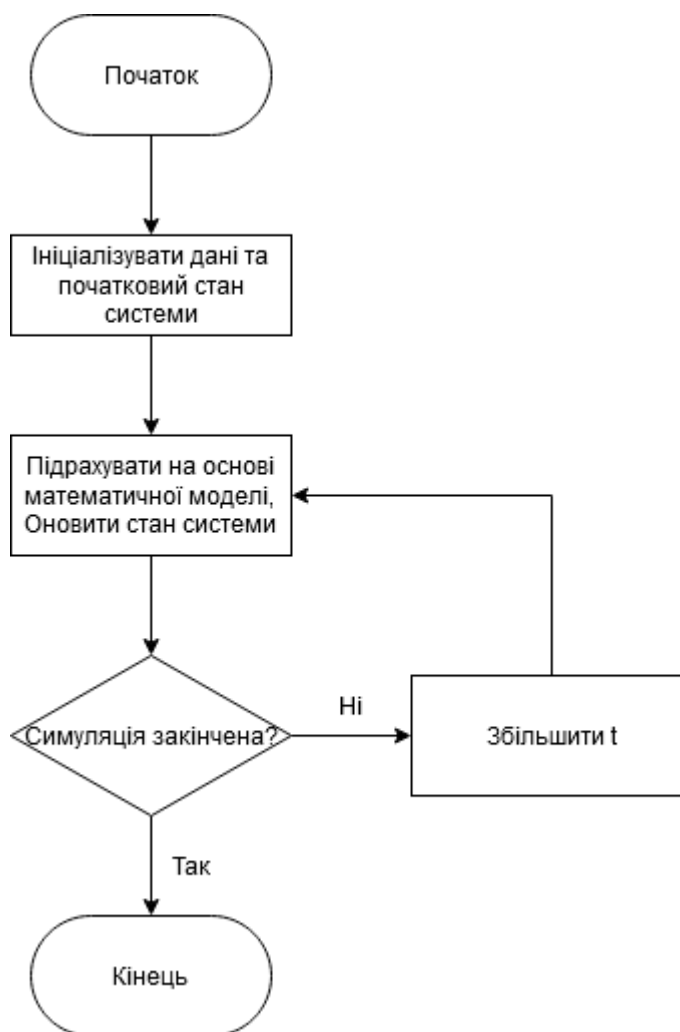 Початок
Ініціалізувати дані та
початковий стан
системи
Підрахувати на основі
математичної моделі,
Оновити стан системи
Симуляція закінчена?
Ні
Збільшити t
Так
Кінець